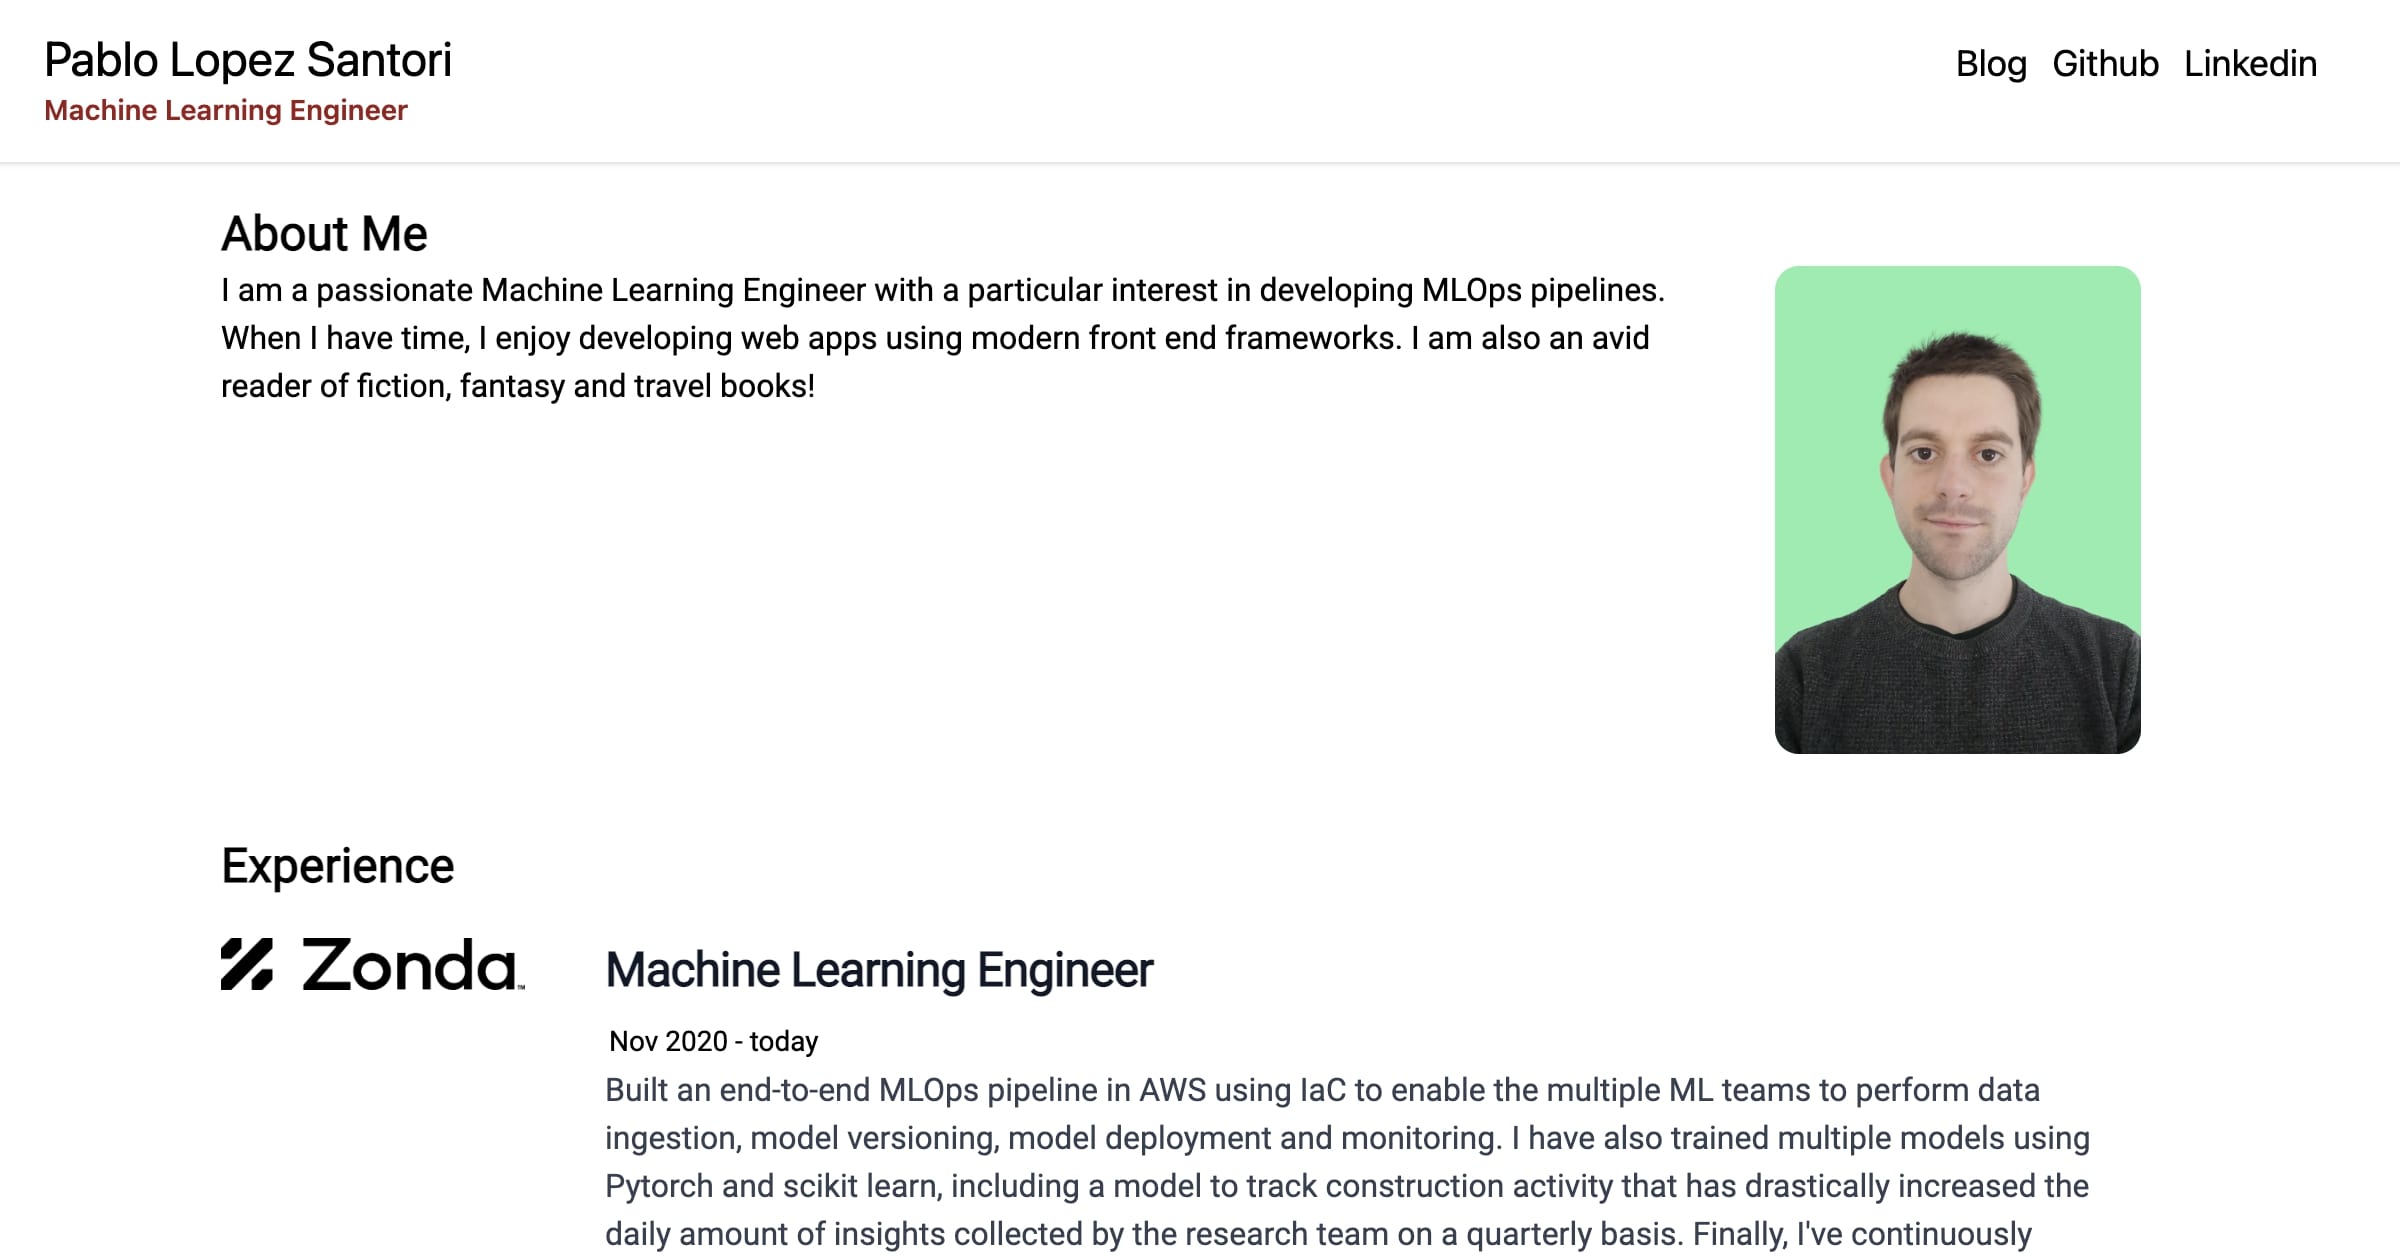 Pablo Lopez Santori
Machine Learning Engineer
Blog Github Linkedin
About Me
I am a passionate Machine Learning Engineer with a particular interest in developing MLOps pipelines.
When I have time, I enjoy developing web apps using modern front end frameworks. I am also an avid
reader of fiction, fantasy and travel books!
Experience
Zonda™
Machine Learning Engineer
Nov 2020 - today
Built an end-to-end MLOps pipeline in AWS using IaC to enable the multiple ML teams to perform data
ingestion, model versioning, model deployment and monitoring. I have also trained multiple models using
Pytorch and scikit learn, including a model to track construction activity that has drastically increased the
daily amount of insights collected by the research team on a quarterly basis. Finally, I've continuously